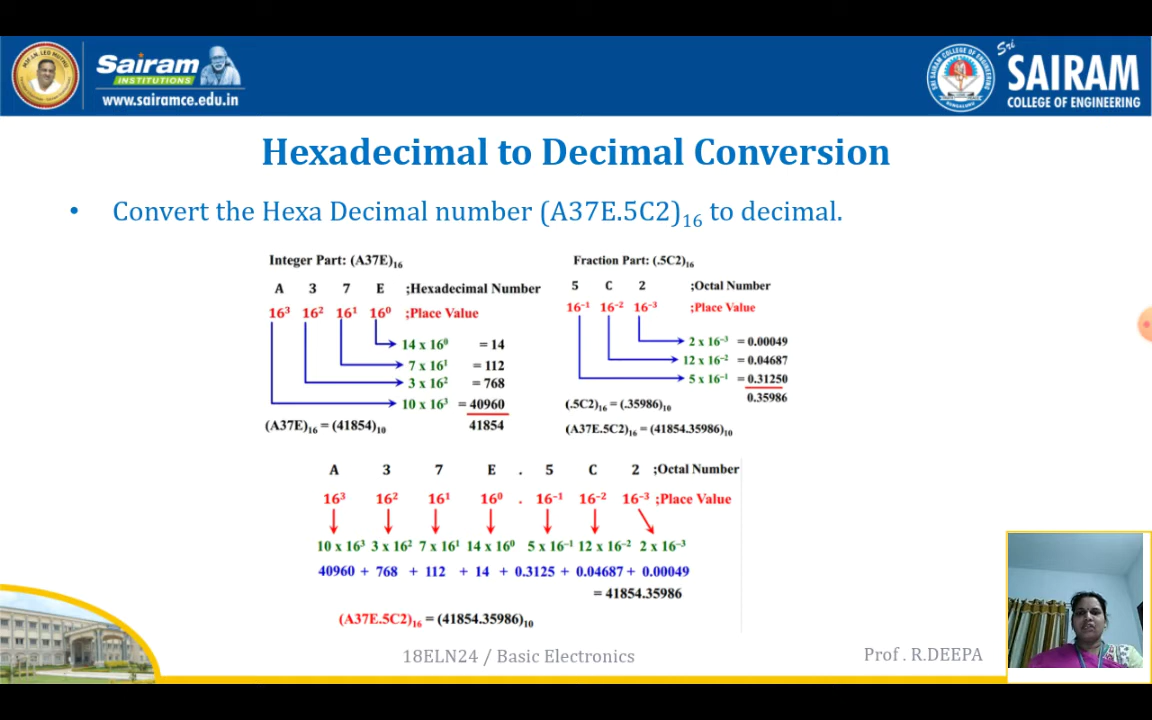 Sairam
INSTITUTIONS
www.sairamce.edu.in
Sri
SAIRAM
COLLEGE OF ENGINEERING
Hexadecimal to Decimal Conversion
• Convert the Hexa Decimal number (A37E.5C2)₁₆ to decimal.
Integer Part: (A37E)₁₆
A 3 7 E ;Hexadecimal Number
16³ 16² 16¹ 16⁰ ;Place Value
14 x 16⁰ = 14
7 x 16¹ = 112
3 x 16² = 768
10 x 16³ = 40960
41854
(A37E)₁₆ = (41854)₁₀
Fraction Part: (.5C2)₁₆
5 C 2 ;Octal Number
16⁻¹ 16⁻² 16⁻³ ;Place Value
2 x 16⁻³ = 0.00049
12 x 16⁻² = 0.04687
5 x 16⁻¹ = 0.31250
0.35986
(.5C2)₁₆ = (.35986)₁₀
(A37E.5C2)₁₆ = (41854.35986)₁₀
A 3 7 E . 5 C 2 ;Octal Number
16³ 16² 16¹ 16⁰ . 16⁻¹ 16⁻² 16⁻³ ;Place Value
10 x 16³ 3 x 16² 7 x 16¹ 14 x 16⁰ 5 x 16⁻¹ 12 x 16⁻² 2 x 16⁻³
40960 + 768 + 112 + 14 + 0.3125 + 0.04687 + 0.00049
= 41854.35986
(A37E.5C2)₁₆ = (41854.35986)₁₀
18ELN24 / Basic Electronics
Prof . R.DEEPA